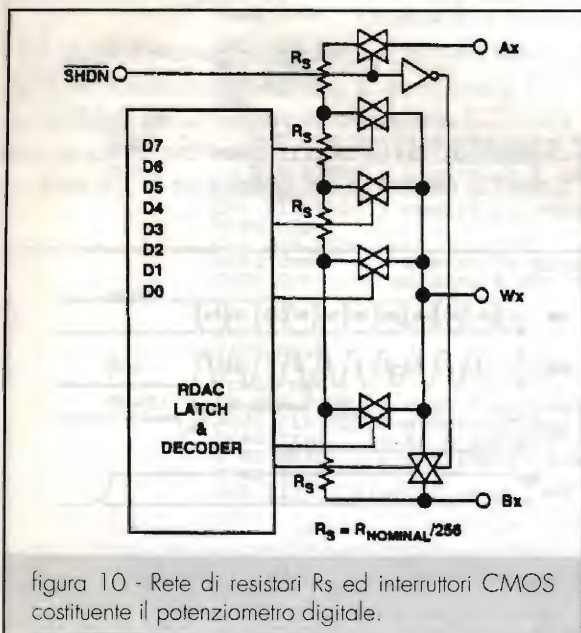 RS
Ax
SHDN
RS
D7
D6
D5
RS
D4
D3
D2
D1
D0
Wx
RDAC
LATCH
&
DECODER
RS
Bx
RS = RNOMINAL/256
figura 10 - Rete di resistori Rs ed interruttori CMOS
costituente il potenziometro digitale.